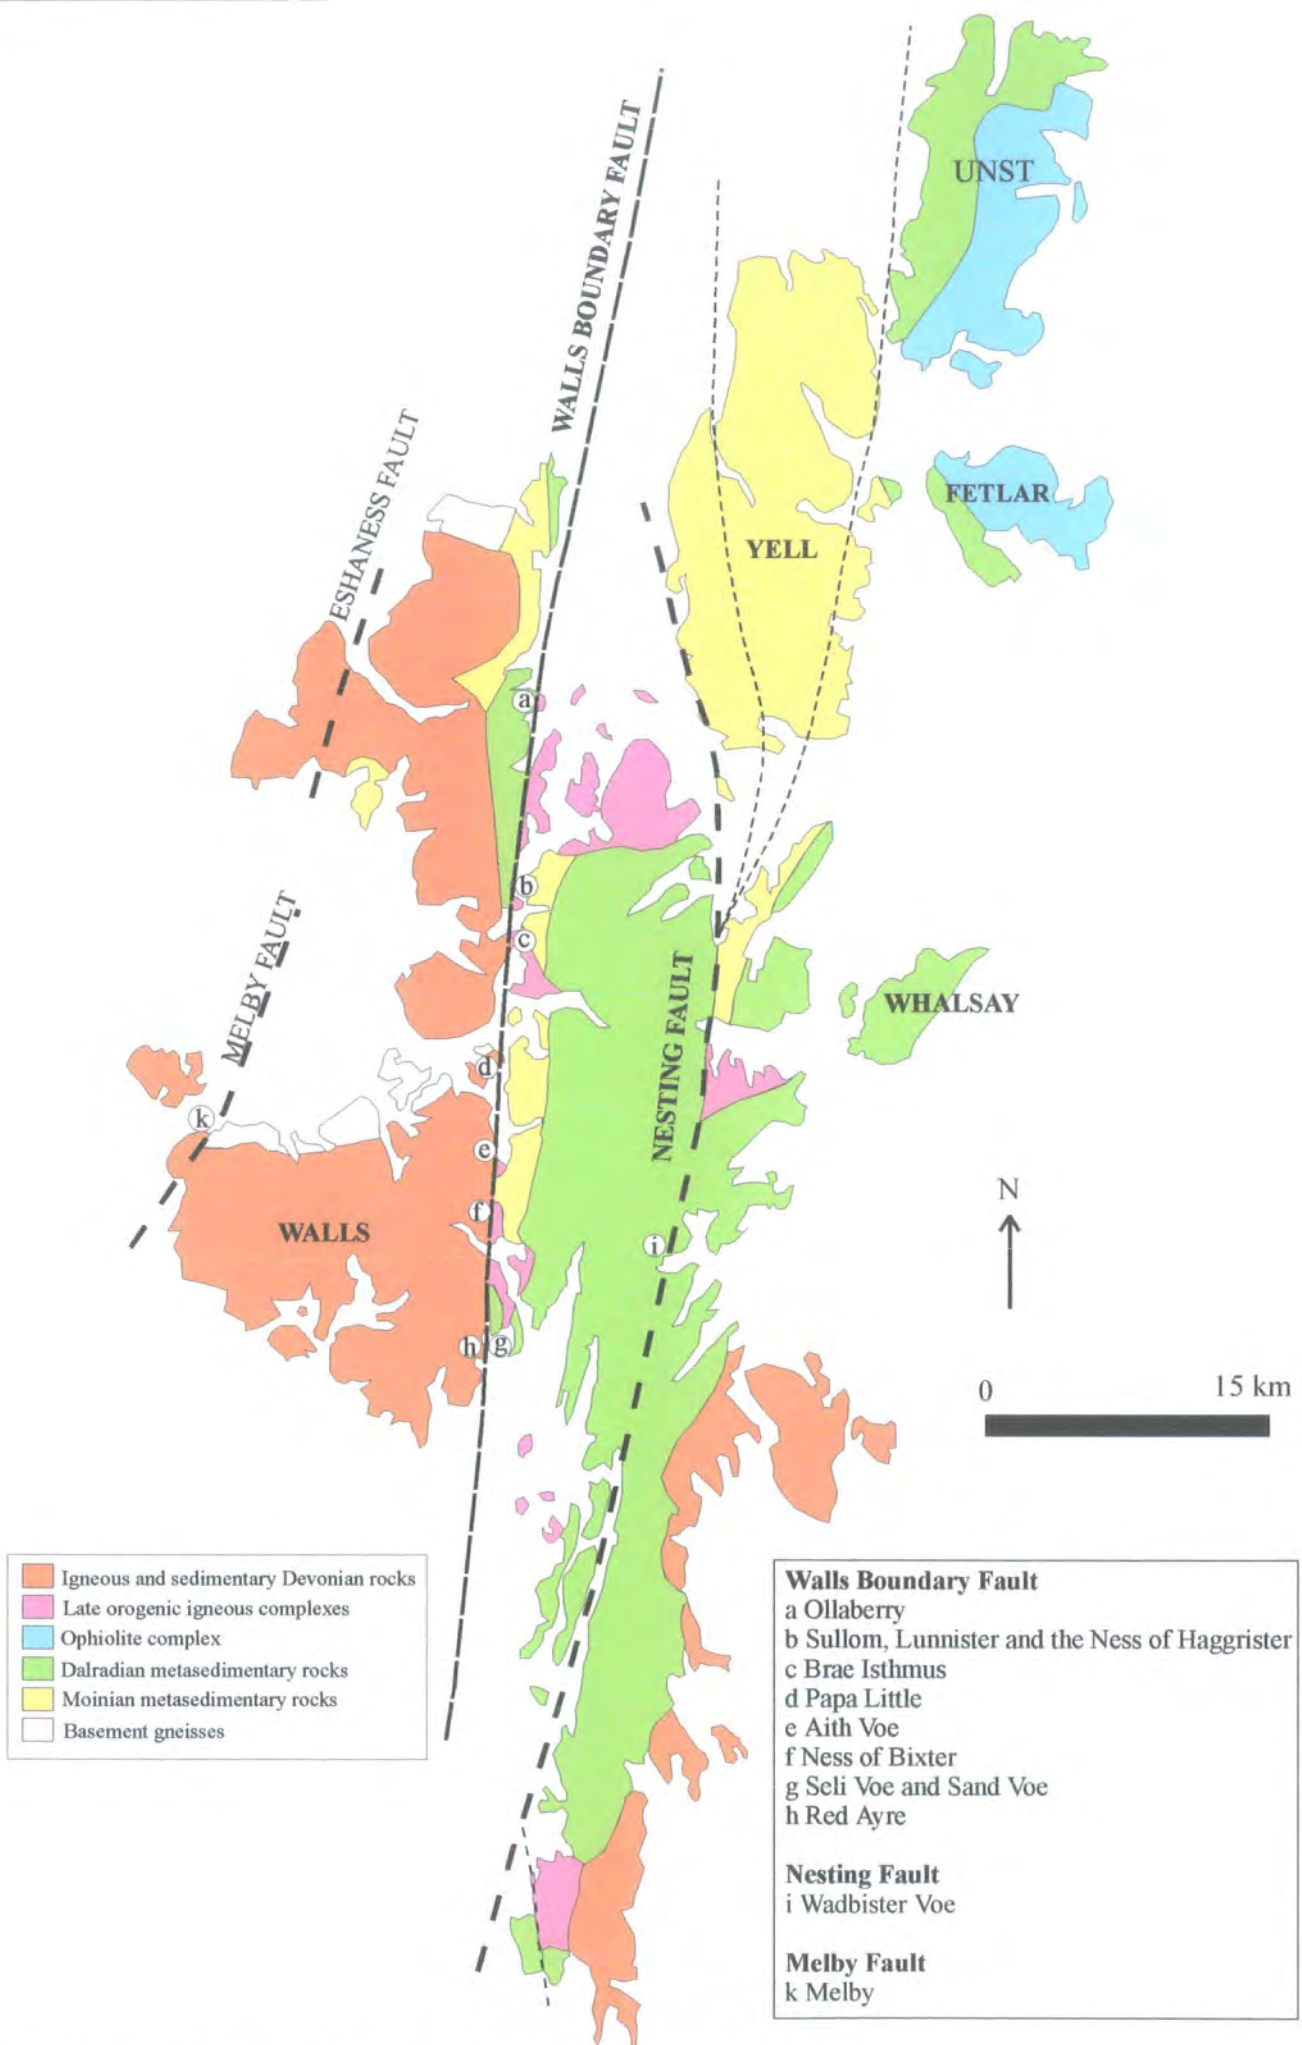 UNST
WALLS BOUNDARY FAULT
ESHANESS FAULT
FETLAR
YELL
a
b
c
MELBY FAULT
NESTING FAULT
WHALSAY
d
k
e
f
WALLS
i
N
h g
0 15 km
Igneous and sedimentary Devonian rocks
Late orogenic igneous complexes
Ophiolite complex
Dalradian metasedimentary rocks
Moinian metasedimentary rocks
Basement gneisses
Walls Boundary Fault
a Ollaberry
b Sullom, Lunnister and the Ness of Haggrister
c Brae Isthmus
d Papa Little
e Aith Voe
f Ness of Bixter
g Seli Voe and Sand Voe
h Red Ayre
Nesting Fault
i Wadbister Voe
Melby Fault
k Melby